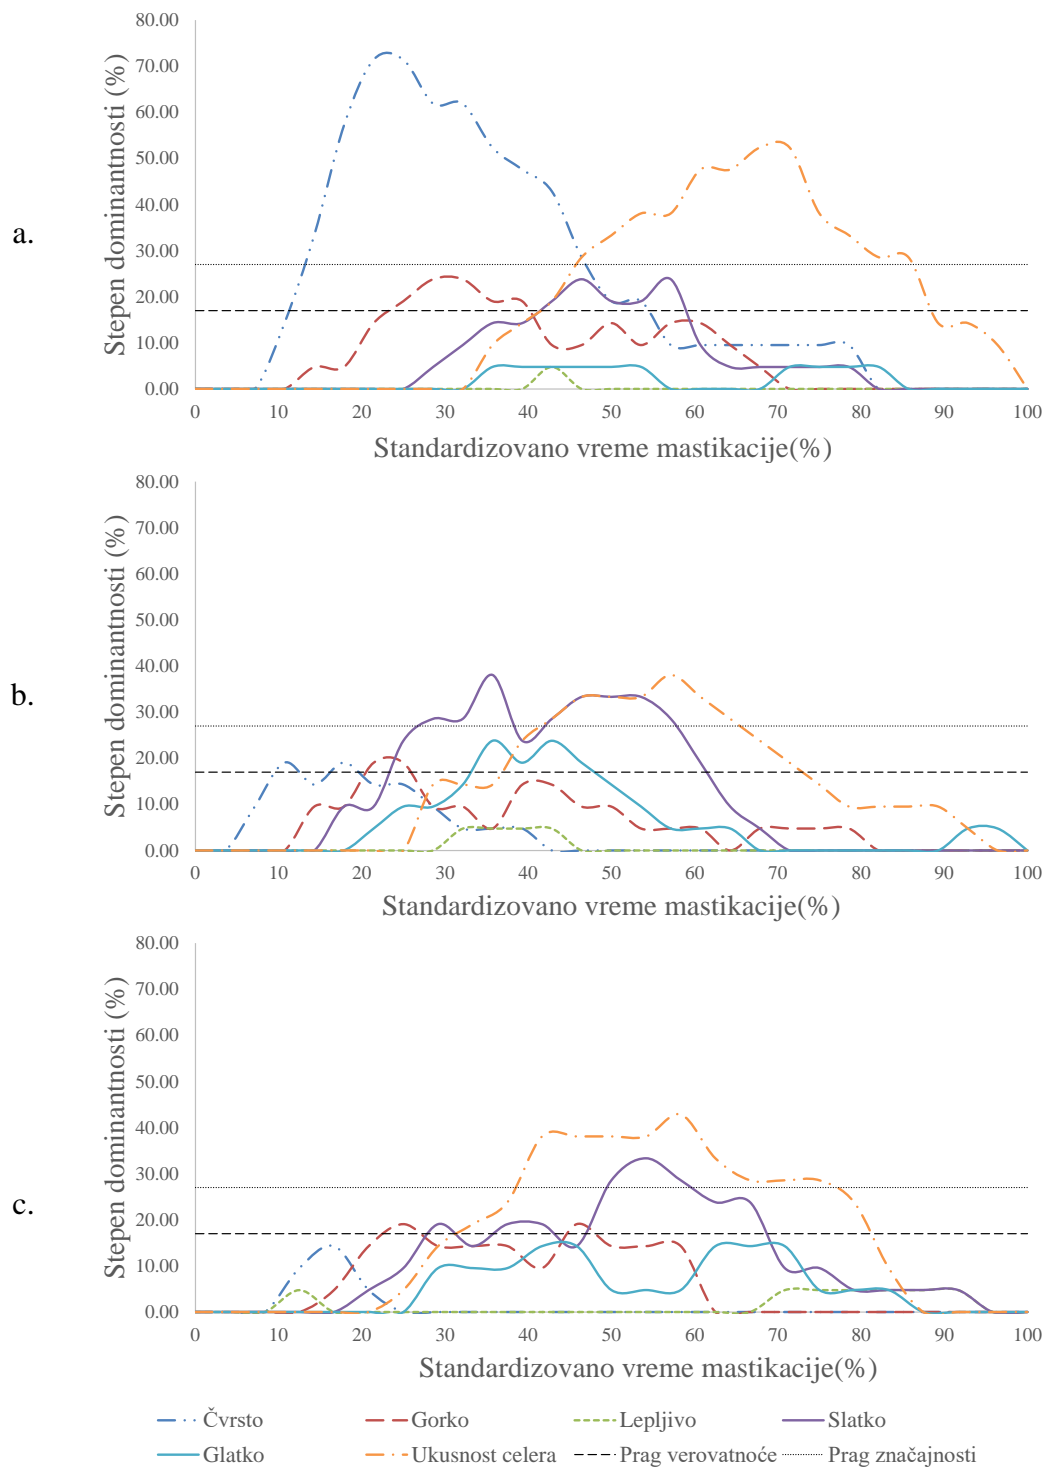 80.00
70.00
60.00
50.00
40.00
30.00
20.00
10.00
0.00
Stepen dominantnosti (%)
a.
0 10 20 30 40 50 60 70 80 90 100
Standardizovano vreme mastikacije(%)
80.00
70.00
60.00
50.00
40.00
30.00
20.00
10.00
0.00
Stepen dominantnosti (%)
b.
0 10 20 30 40 50 60 70 80 90 100
Standardizovano vreme mastikacije(%)
80.00
70.00
60.00
50.00
40.00
30.00
20.00
10.00
0.00
Stepen dominantnosti (%)
c.
0 10 20 30 40 50 60 70 80 90 100
Standardizovano vreme mastikacije(%)
Čvrsto Gorko Lepljivo Slatko
Glatko Ukusnost celera Prag verovatnoće Prag značajnosti